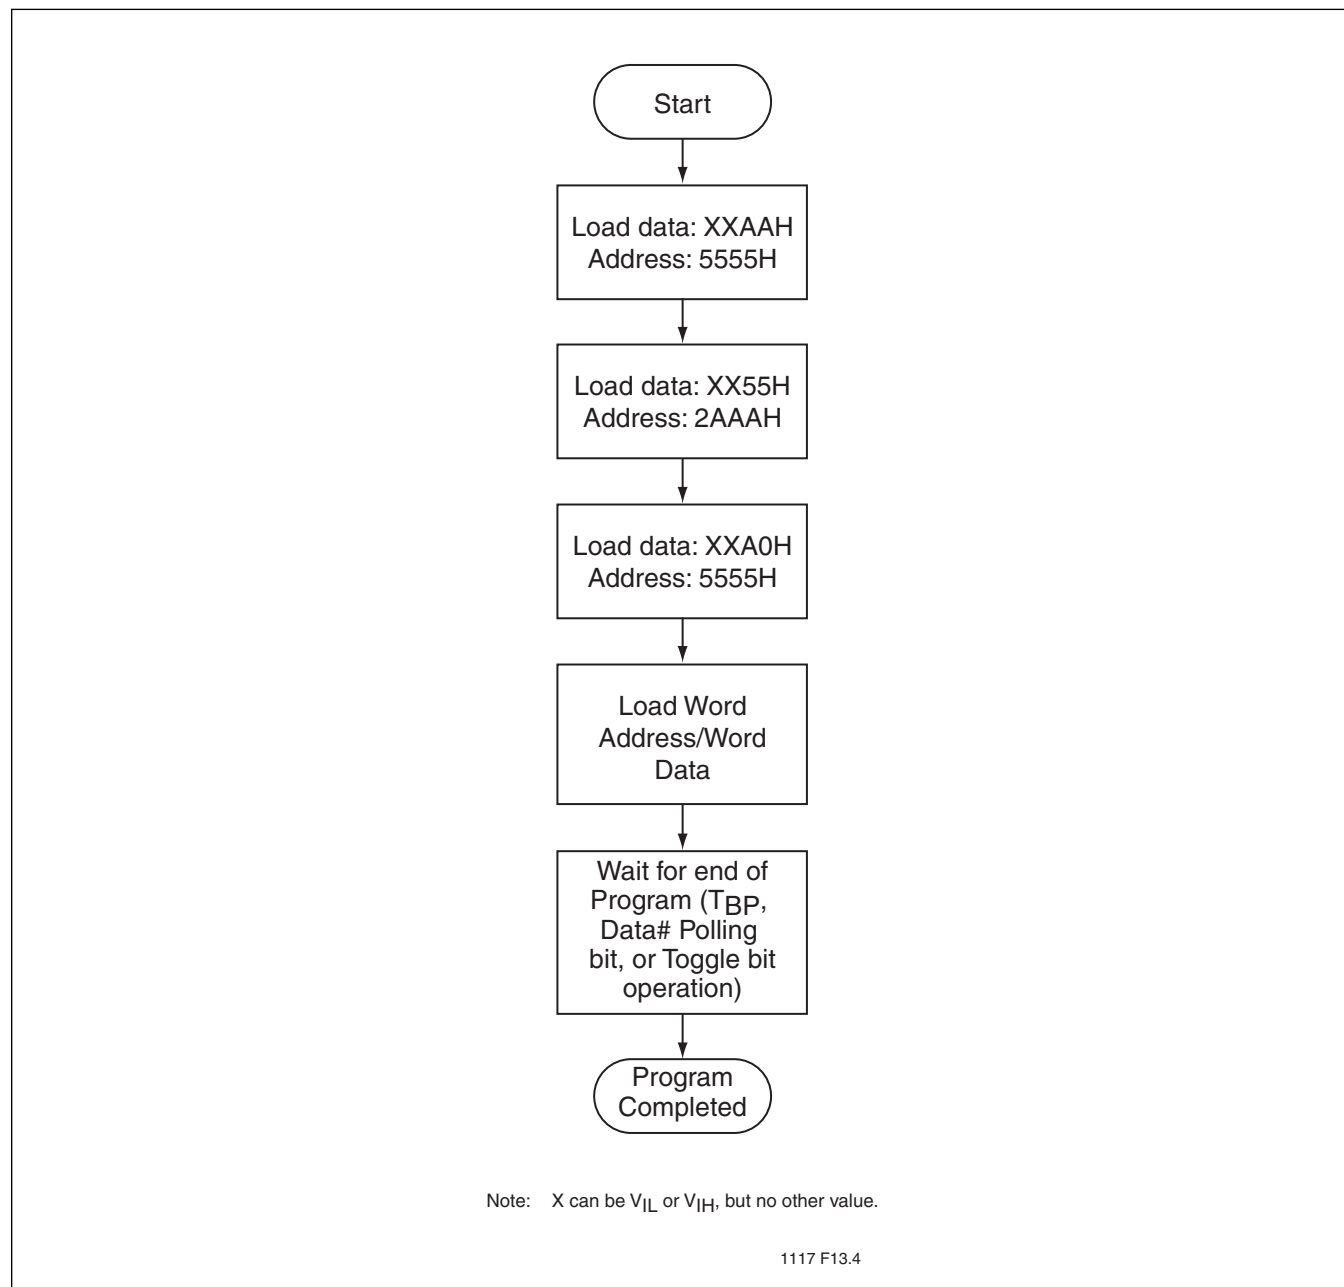 Start
Load data: XXAAH
Address: 5555H
Load data: XX55H
Address: 2AAAH
Load data: XXA0H
Address: 5555H
Load Word
Address/Word
Data
Wait for end of
Program (TBP,
Data# Polling
bit, or Toggle bit
operation)
Program
Completed
Note: X can be VIL or VIH, but no other value.
1117 F13.4